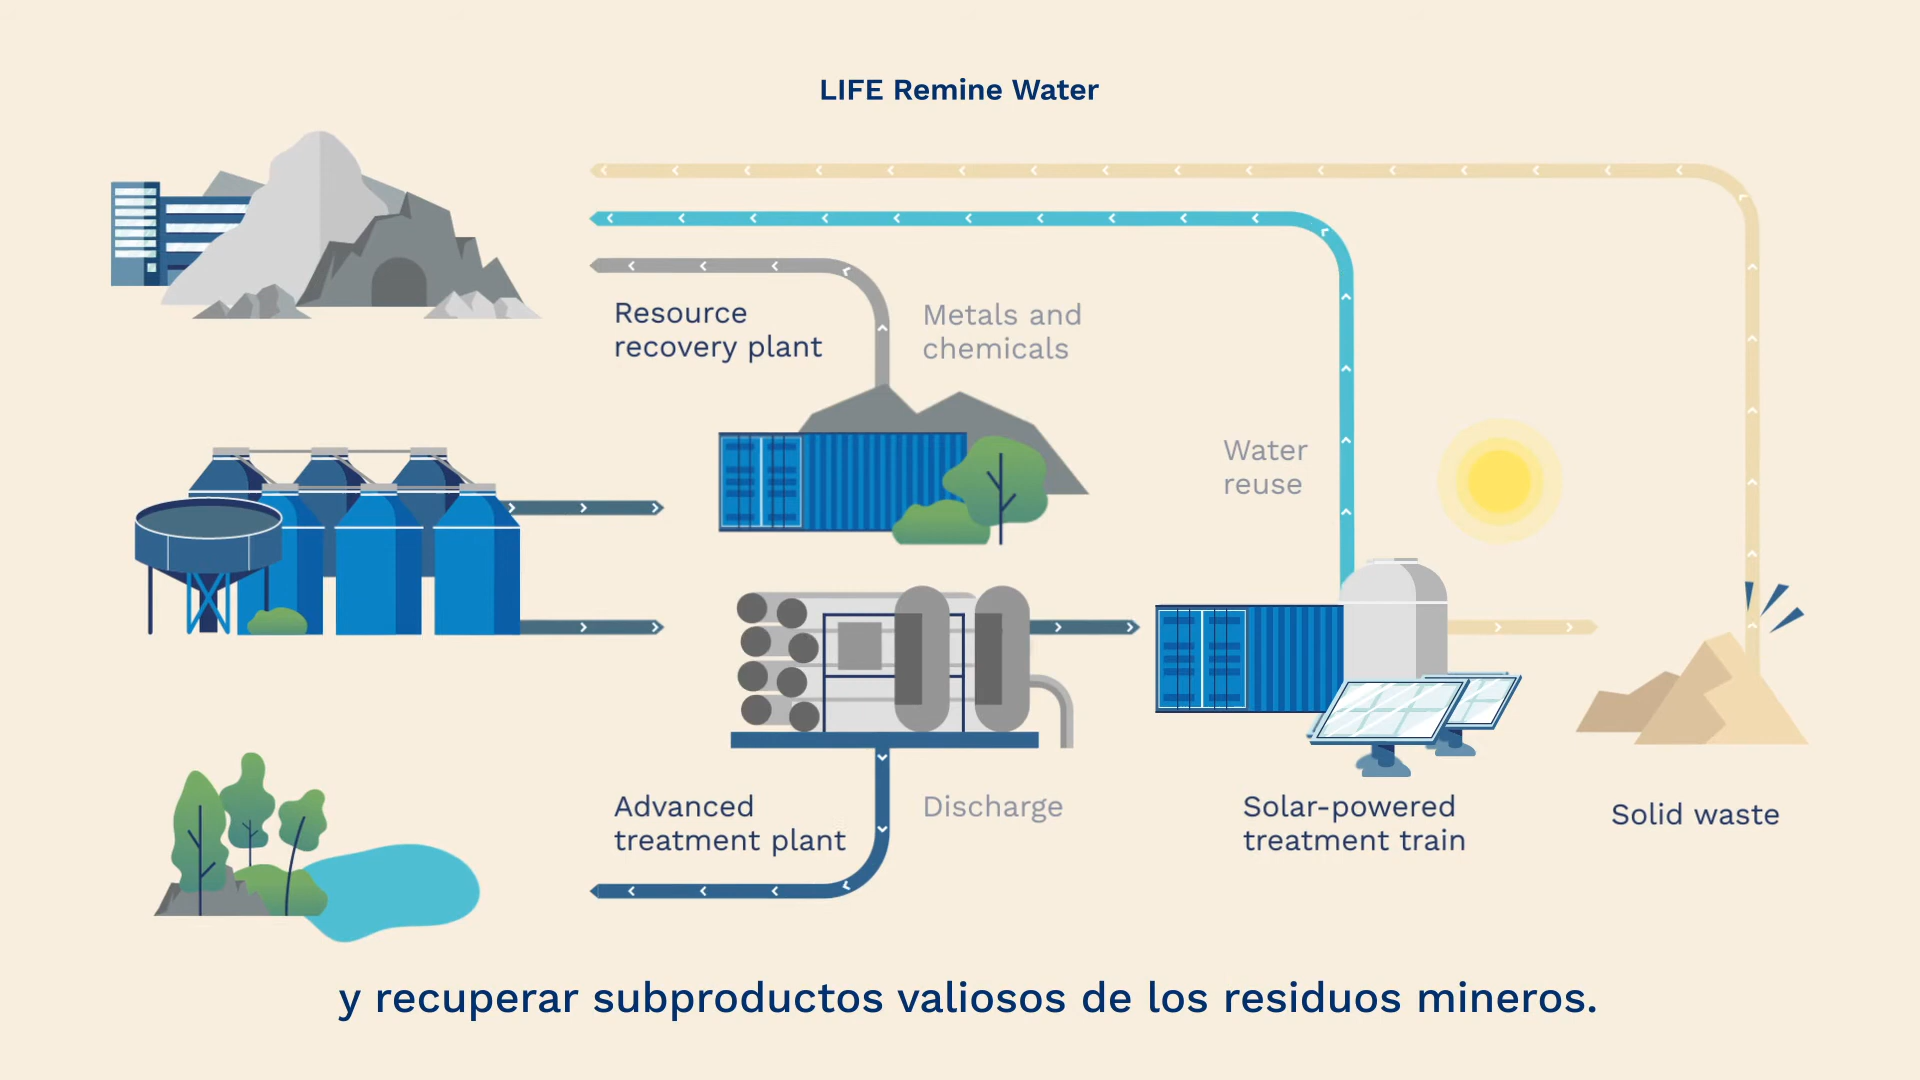 LIFE Remine Water
Resource
recovery plant
Metals and
chemicals
Water
reuse
Advanced
treatment plant
Discharge
Solar-powered
treatment train
Solid waste
y recuperar subproductos valiosos de los residuos mineros.